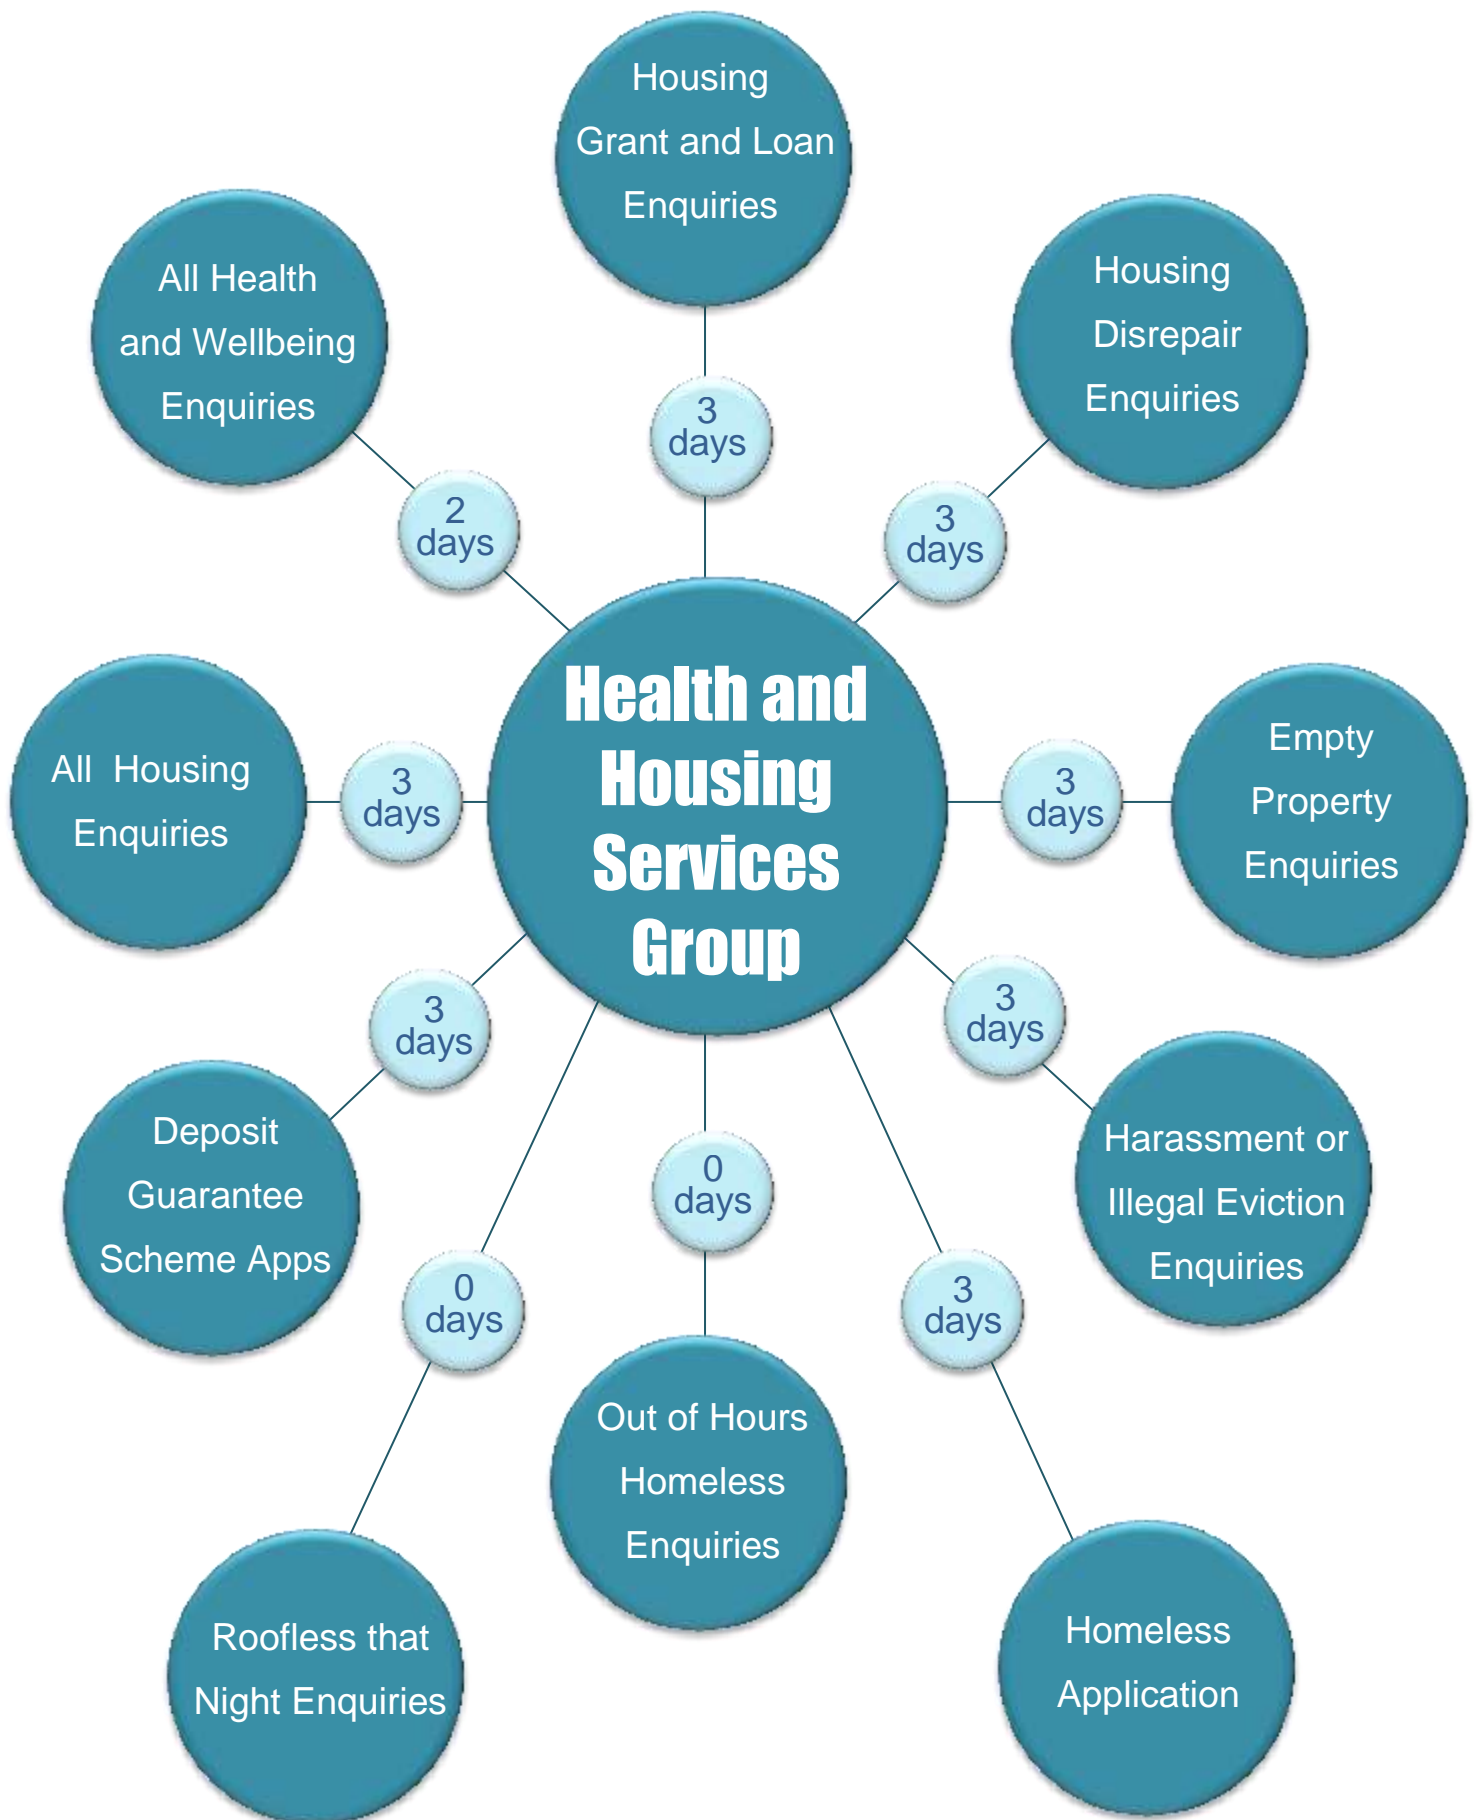 Housing
Grant and Loan
Enquiries
All Health
and Wellbeing
Enquiries
Housing
Disrepair
Enquiries
3
days
2
days
3
days
Health and
Housing
Services
Group
All Housing
Enquiries
3
days
3
days
Empty
Property
Enquiries
3
days
3
days
Deposit
Guarantee
Scheme Apps
Harassment or
Illegal Eviction
Enquiries
0
days
0
days
3
days
Out of Hours
Homeless
Enquiries
Roofless that
Night Enquiries
Homeless
Application